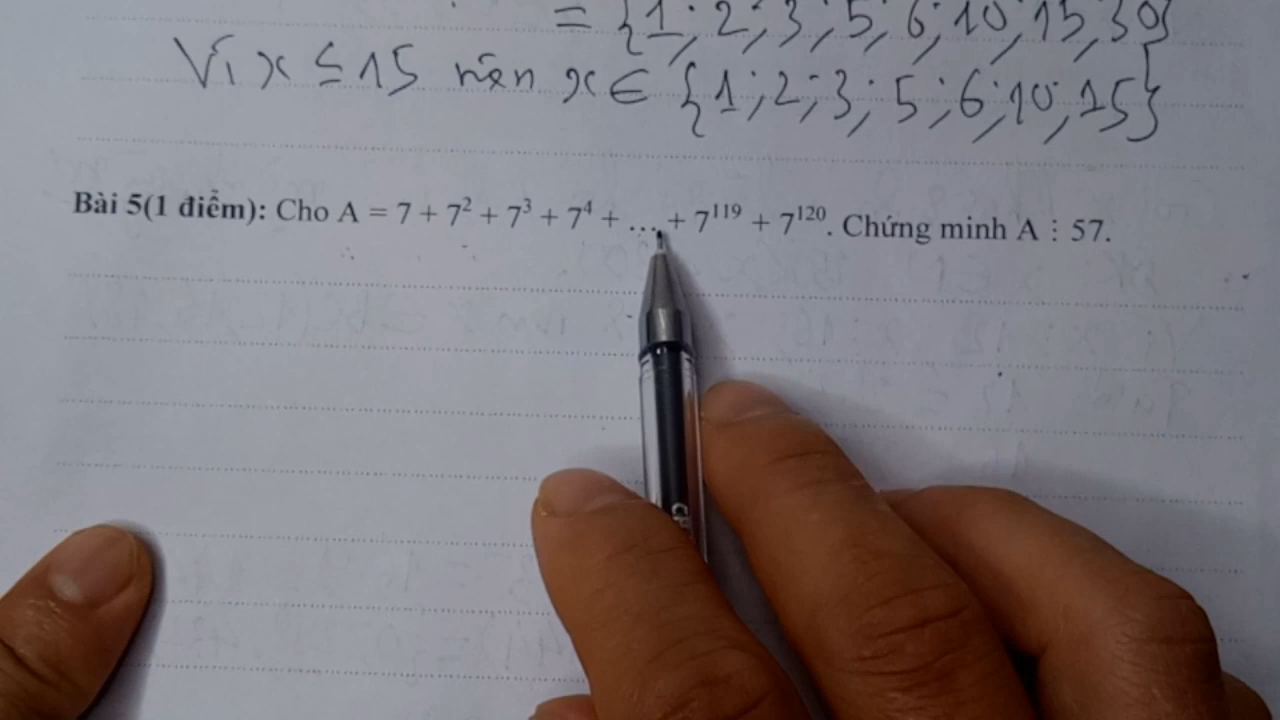 = {1; 2; 3; 5; 6; 10; 15; 30}
Vì x ≤ 15 nên x ∈ {1; 2; 3; 5; 6; 10; 15}
Bài 5(1 điểm): Cho A = 7 + 7² + 7³ + 7⁴ + ... + 7¹¹⁹ + 7¹²⁰. Chứng minh A ⋮ 57.